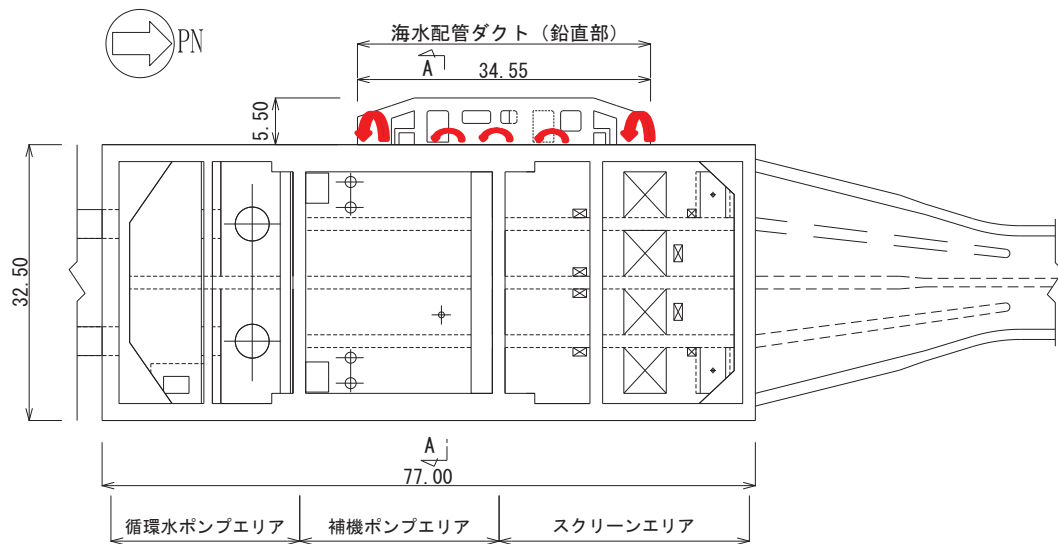 PN
海水配管ダクト（鉛直部）
A
34.55
5.50
32.50
A
77.00
循環水ポンプエリア
補機ポンプエリア
スクリーンエリア